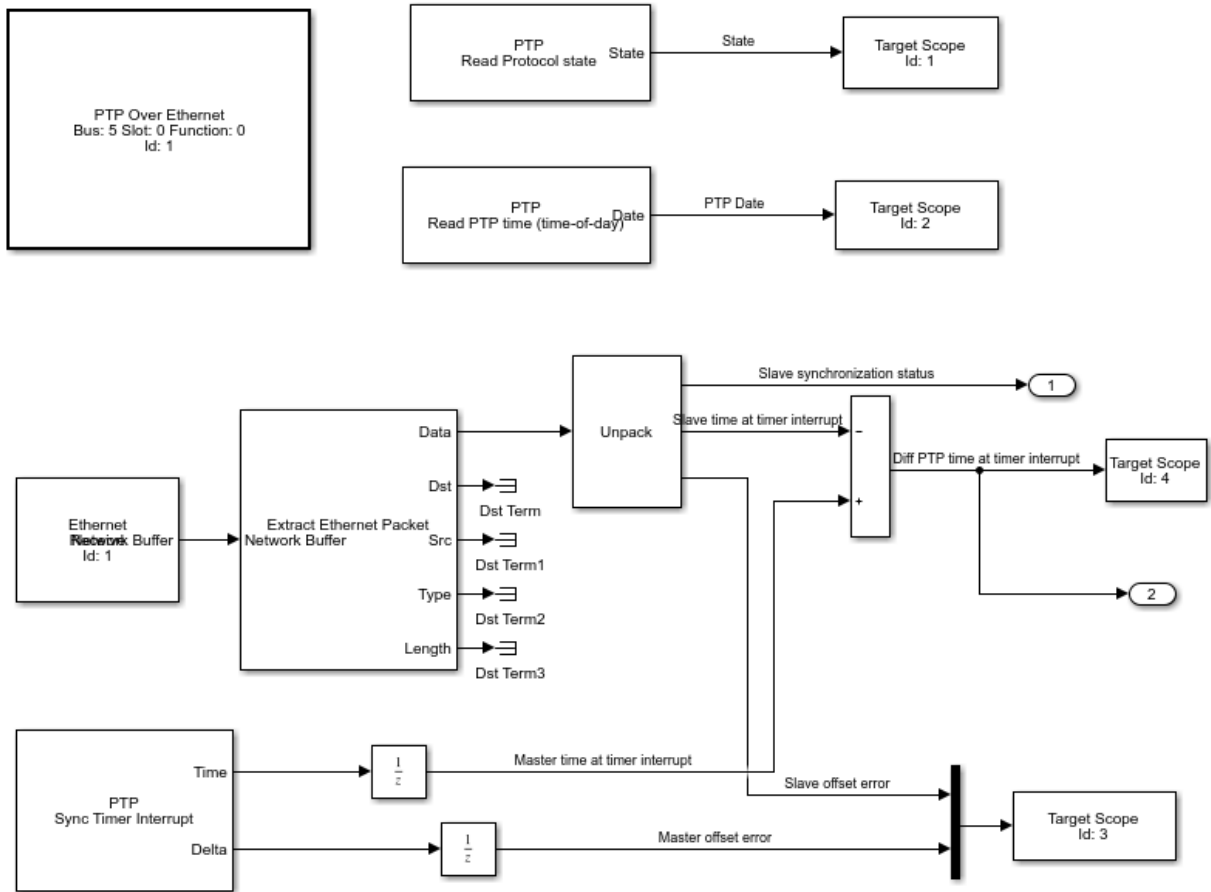 PTP Over Ethernet
Bus: 5 Slot: 0 Function: 0
Id: 1
PTP
Read Protocol state
State
State
Target Scope
Id: 1
PTP
Read PTP time (time-of-day)
Date
PTP Date
Target Scope
Id: 2
Ethernet
Receive
Id: 1
Network Buffer
Network Buffer
Extract Ethernet Packet
Data
Dst
Src
Type
Length
Dst Term
Dst Term1
Dst Term2
Dst Term3
Unpack
Slave synchronization status
1
Slave time at timer interrupt
−
+
Diff PTP time at timer interrupt
Target Scope
Id: 4
2
PTP
Sync Timer Interrupt
Time
Delta
1
z
Master time at timer interrupt
1
z
Master offset error
Slave offset error
Target Scope
Id: 3